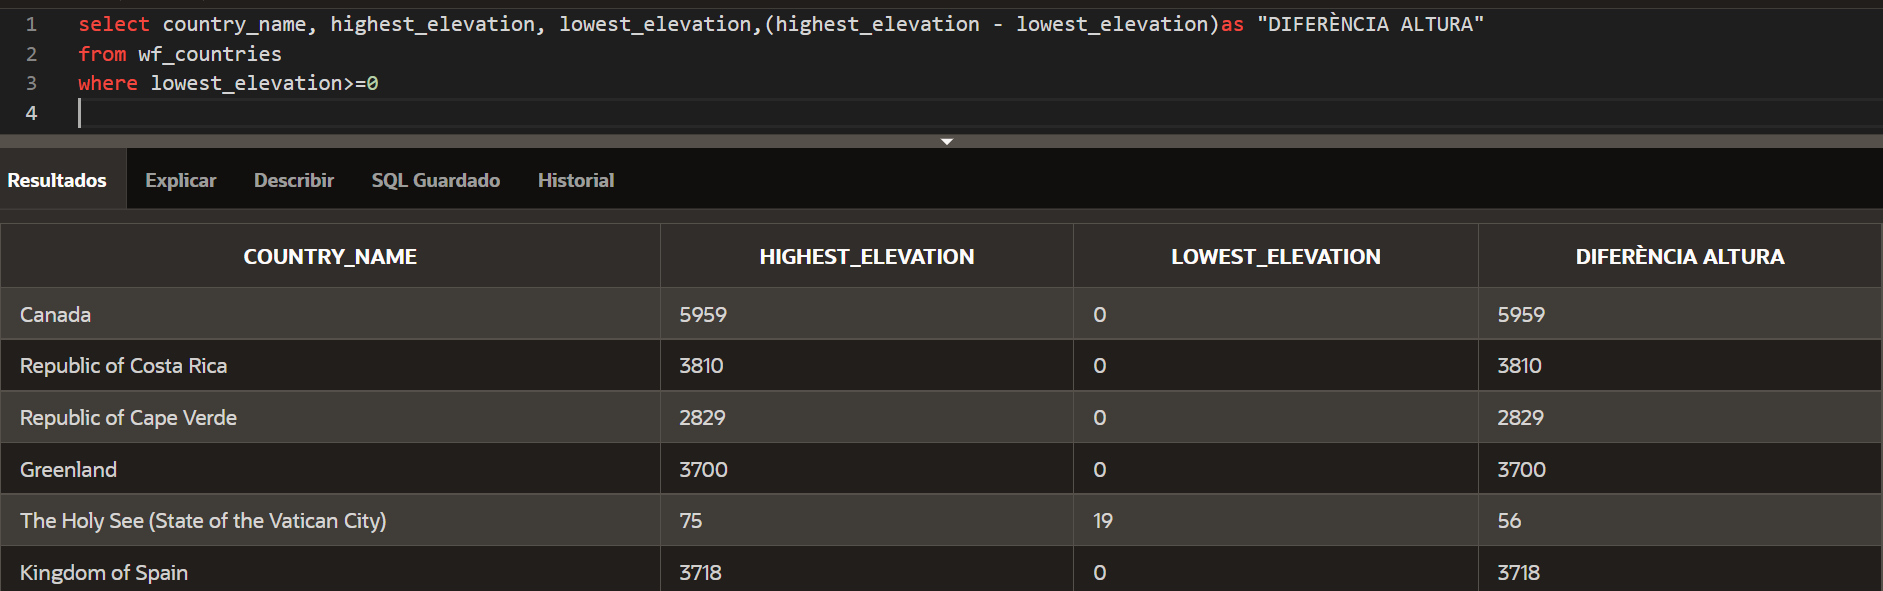 1 select country_name, highest_elevation, lowest_elevation,(highest_elevation - lowest_elevation)as "DIFERÈNCIA ALTURA"
2 from wf_countries
3 where lowest_elevation>=0
4
Resultados Explicar Describir SQL Guardado Historial
COUNTRY_NAME HIGHEST_ELEVATION LOWEST_ELEVATION DIFERÈNCIA ALTURA
Canada 5959 0 5959
Republic of Costa Rica 3810 0 3810
Republic of Cape Verde 2829 0 2829
Greenland 3700 0 3700
The Holy See (State of the Vatican City) 75 19 56
Kingdom of Spain 3718 0 3718